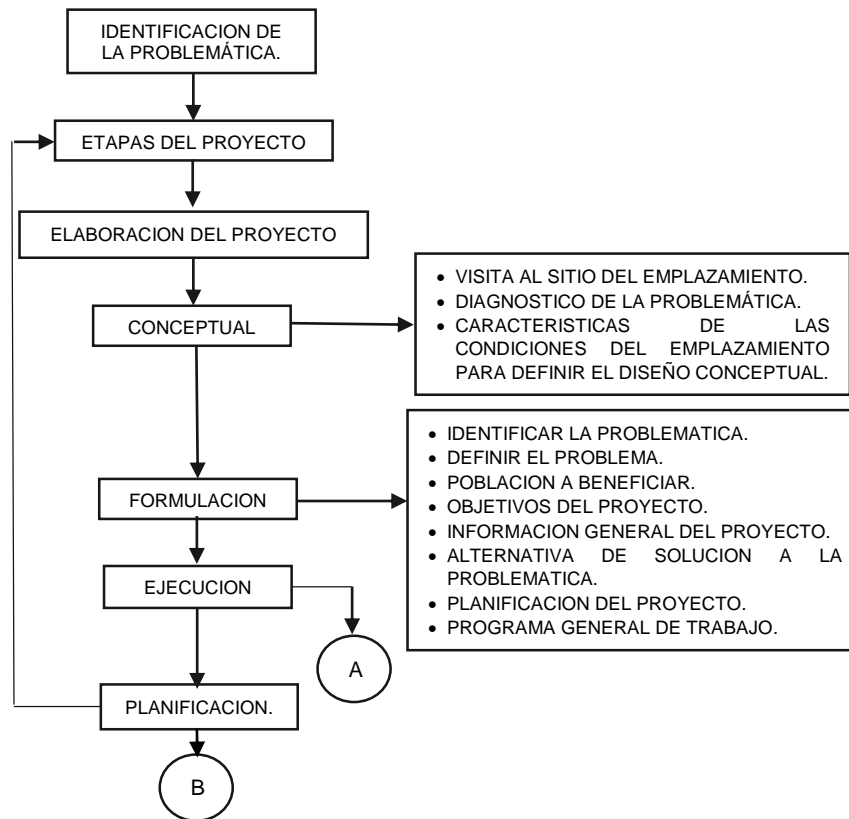 IDENTIFICACION DE
LA PROBLEMÁTICA.
ETAPAS DEL PROYECTO
ELABORACION DEL PROYECTO
CONCEPTUAL
• VISITA AL SITIO DEL EMPLAZAMIENTO.
• DIAGNOSTICO DE LA PROBLEMÁTICA.
• CARACTERISTICAS DE LAS
CONDICIONES DEL EMPLAZAMIENTO
PARA DEFINIR EL DISEÑO CONCEPTUAL.
FORMULACION
• IDENTIFICAR LA PROBLEMATICA.
• DEFINIR EL PROBLEMA.
• POBLACION A BENEFICIAR.
• OBJETIVOS DEL PROYECTO.
• INFORMACION GENERAL DEL PROYECTO.
• ALTERNATIVA DE SOLUCION A LA
PROBLEMATICA.
• PLANIFICACION DEL PROYECTO.
• PROGRAMA GENERAL DE TRABAJO.
EJECUCION
A
PLANIFICACION.
B